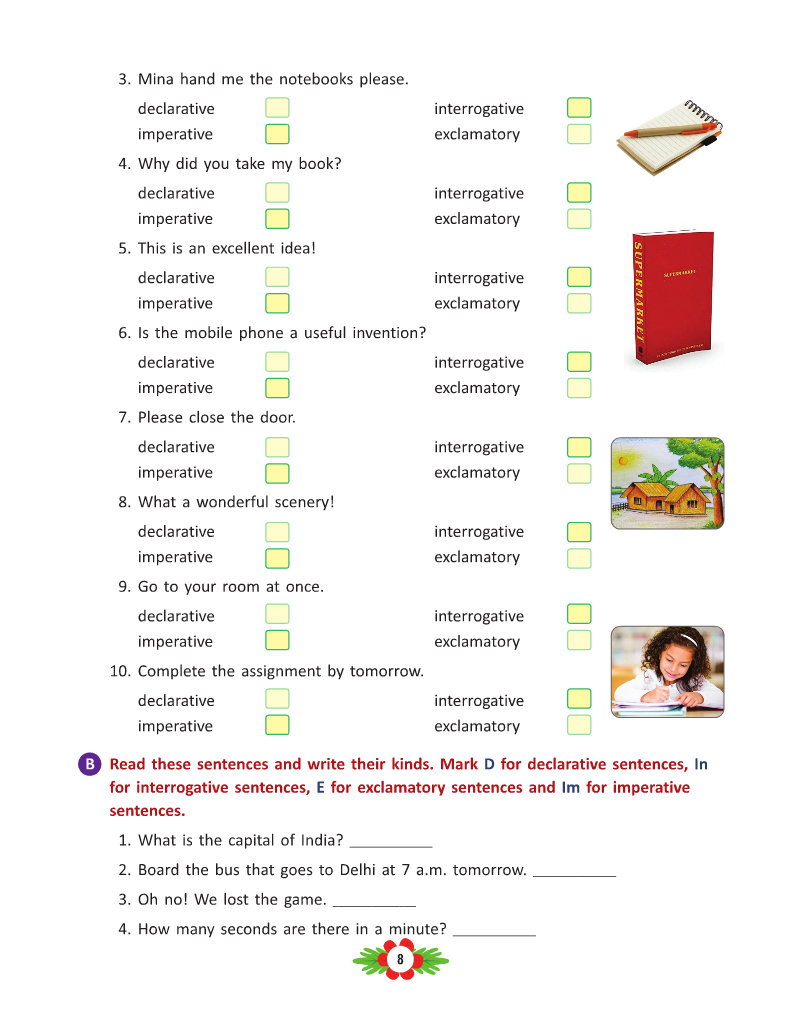 3. Mina hand me the notebooks please.
declarative interrogative
imperative exclamatory
4. Why did you take my book?
declarative interrogative
imperative exclamatory
5. This is an excellent idea!
declarative interrogative
imperative exclamatory
SUPERMARKET
SUPERMARKET
6. Is the mobile phone a useful invention?
declarative interrogative
imperative exclamatory
7. Please close the door.
declarative interrogative
imperative exclamatory
8. What a wonderful scenery!
declarative interrogative
imperative exclamatory
9. Go to your room at once.
declarative interrogative
imperative exclamatory
10. Complete the assignment by tomorrow.
declarative interrogative
imperative exclamatory
B Read these sentences and write their kinds. Mark D for declarative sentences, In
for interrogative sentences, E for exclamatory sentences and Im for imperative
sentences.
1. What is the capital of India? __________
2. Board the bus that goes to Delhi at 7 a.m. tomorrow. __________
3. Oh no! We lost the game. __________
4. How many seconds are there in a minute? __________
8